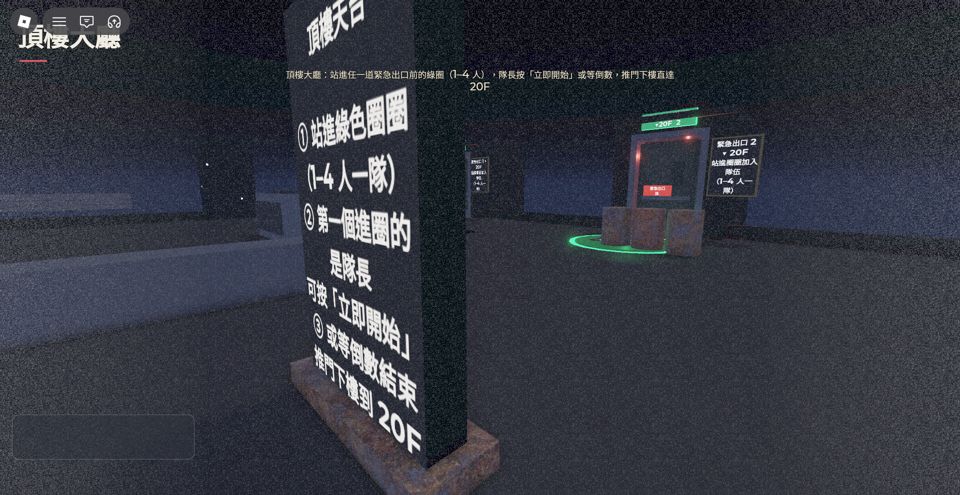 頂樓大廳
頂樓大廳：站進任一道緊急出口前的綠圈（1–4 人），隊長按「立即開始」或等倒數，推門下樓直達
20F
頂樓天台
① 站進綠色圈圈
(1–4 人一隊)
② 第一個進圈的
是隊長
可按「立即開始」
③ 或等倒數結束
推門下樓到 20F
緊急出口 2
▾ 20F
站進圈圈加入
隊伍
(1–4 人一
隊)